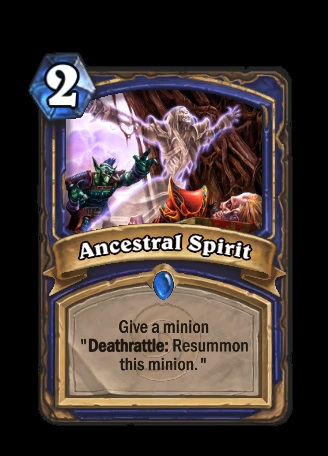 2
Ancestral Spirit
Give a minion
"Deathrattle: Resummon
this minion."